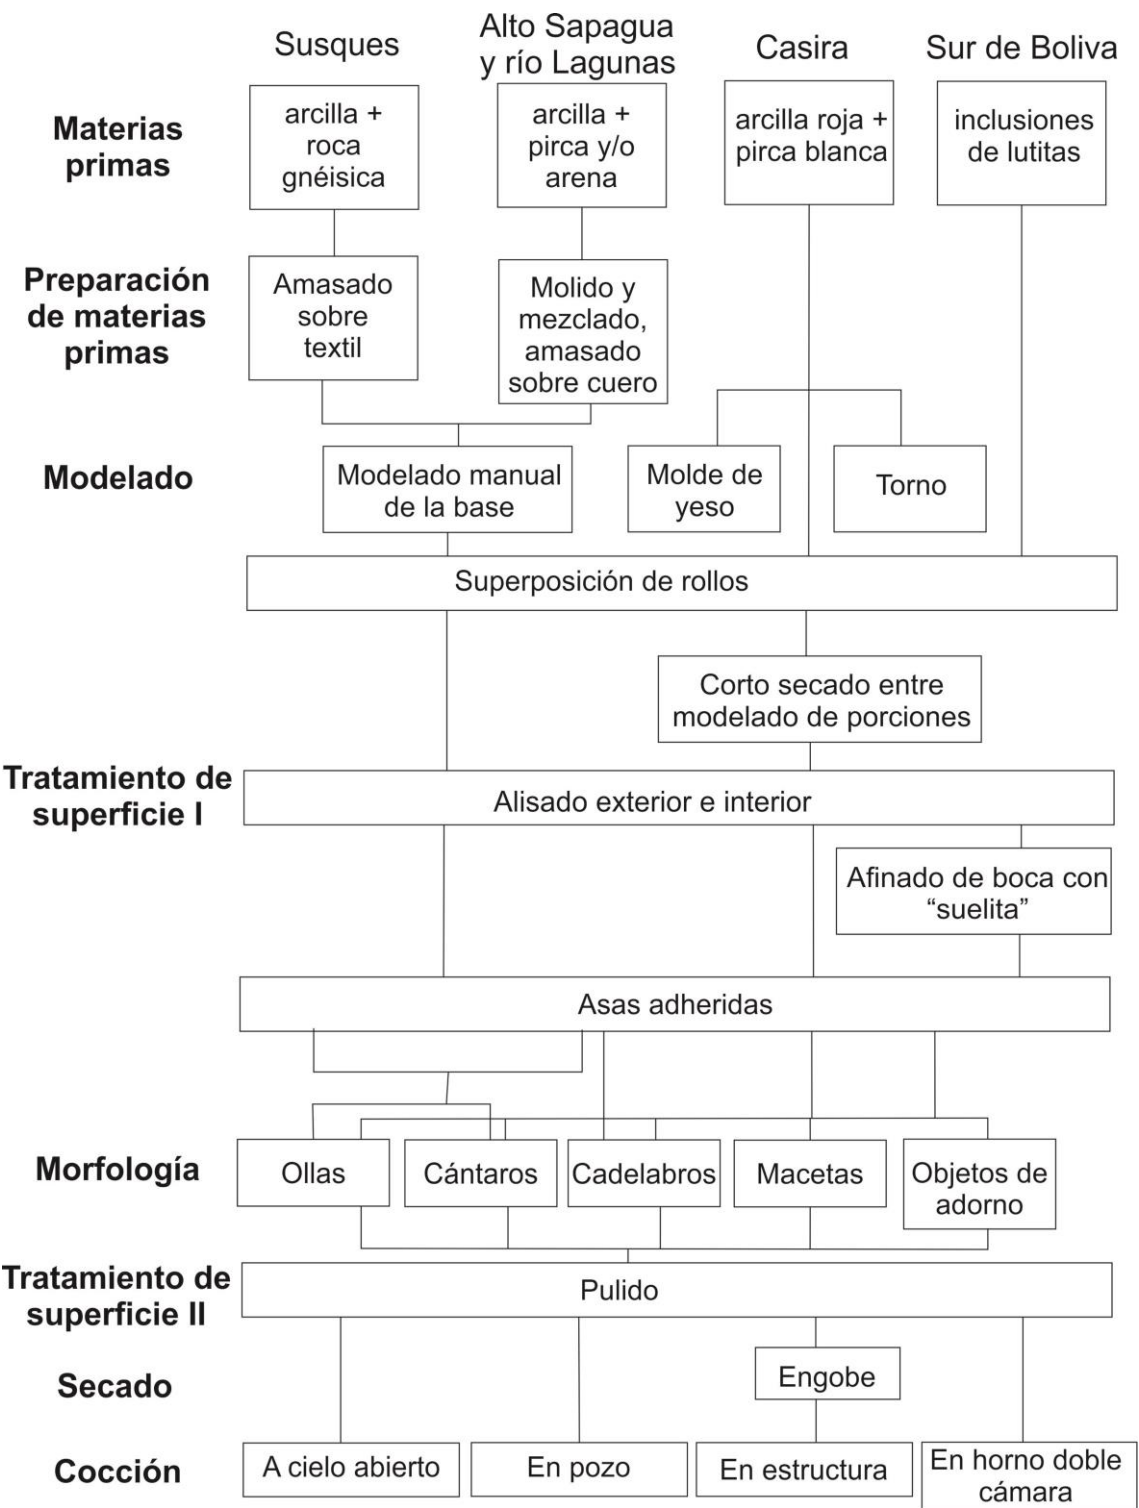 Susques
Alto Sapagua
y río Lagunas
Casira
Sur de Boliva
Materias
primas
arcilla +
roca
gnéisica
arcilla +
pirca y/o
arena
arcilla roja +
pirca blanca
inclusiones
de lutitas
Preparación
de materias
primas
Amasado
sobre
textil
Molido y
mezclado,
amasado
sobre cuero
Modelado
Modelado manual
de la base
Molde de
yeso
Torno
Superposición de rollos
Corto secado entre
modelado de porciones
Tratamiento de
superficie I
Alisado exterior e interior
Afinado de boca con
“suelita”
Asas adheridas
Morfología
Ollas
Cántaros
Cadelabros
Macetas
Objetos de
adorno
Tratamiento de
superficie II
Pulido
Secado
Engobe
Cocción
A cielo abierto
En pozo
En estructura
En horno doble
cámara